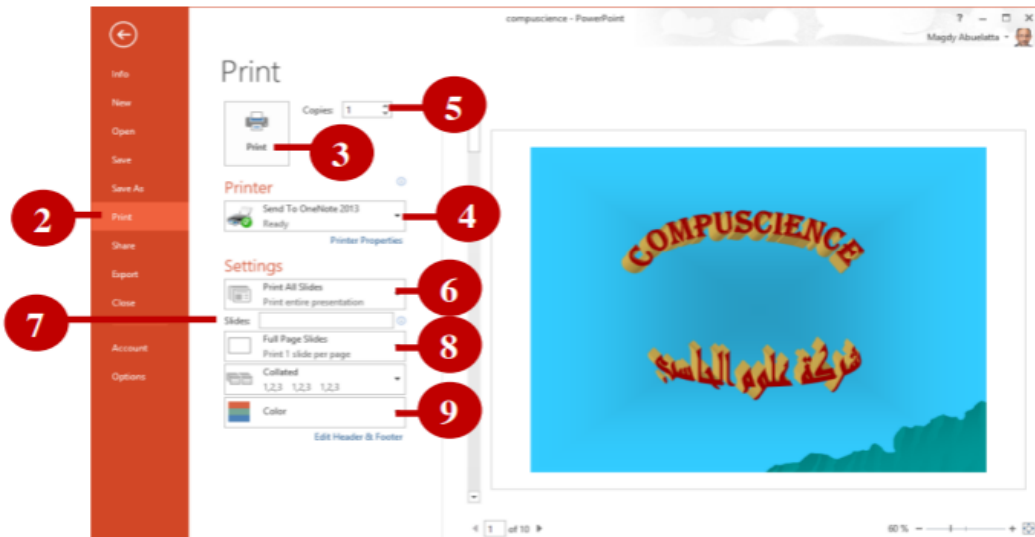 compuscience - PowerPoint
?
Magdy Abuelatta
Info
New
Open
Save
Save As
Print
Share
Export
Close
Account
Options
2
7
Print
Print
Copies: 1
5
3
Printer
Send To OneNote 2013
Ready
4
Printer Properties
Settings
Print All Slides
Print entire presentation
6
Slides:
Full Page Slides
Print 1 slide per page
8
Collated
1,2,3 1,2,3 1,2,3
Color
9
Edit Header & Footer
COMPUSCIENCE
شركة علوم الحاسب
1 of 10
60 %